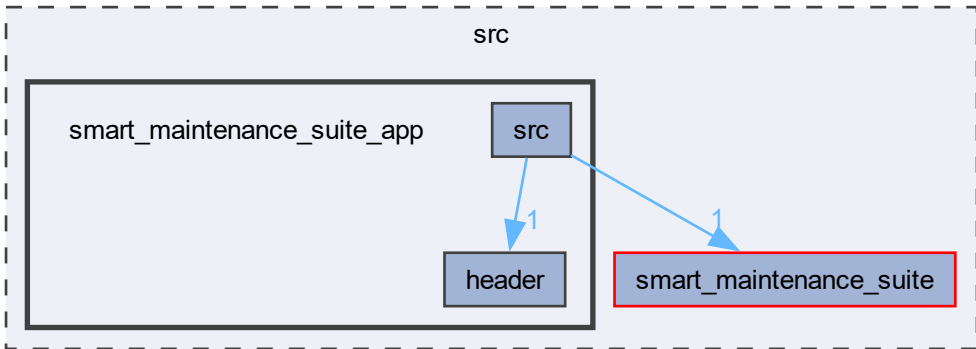 src
smart_maintenance_suite_app
src
1
1
header
smart_maintenance_suite